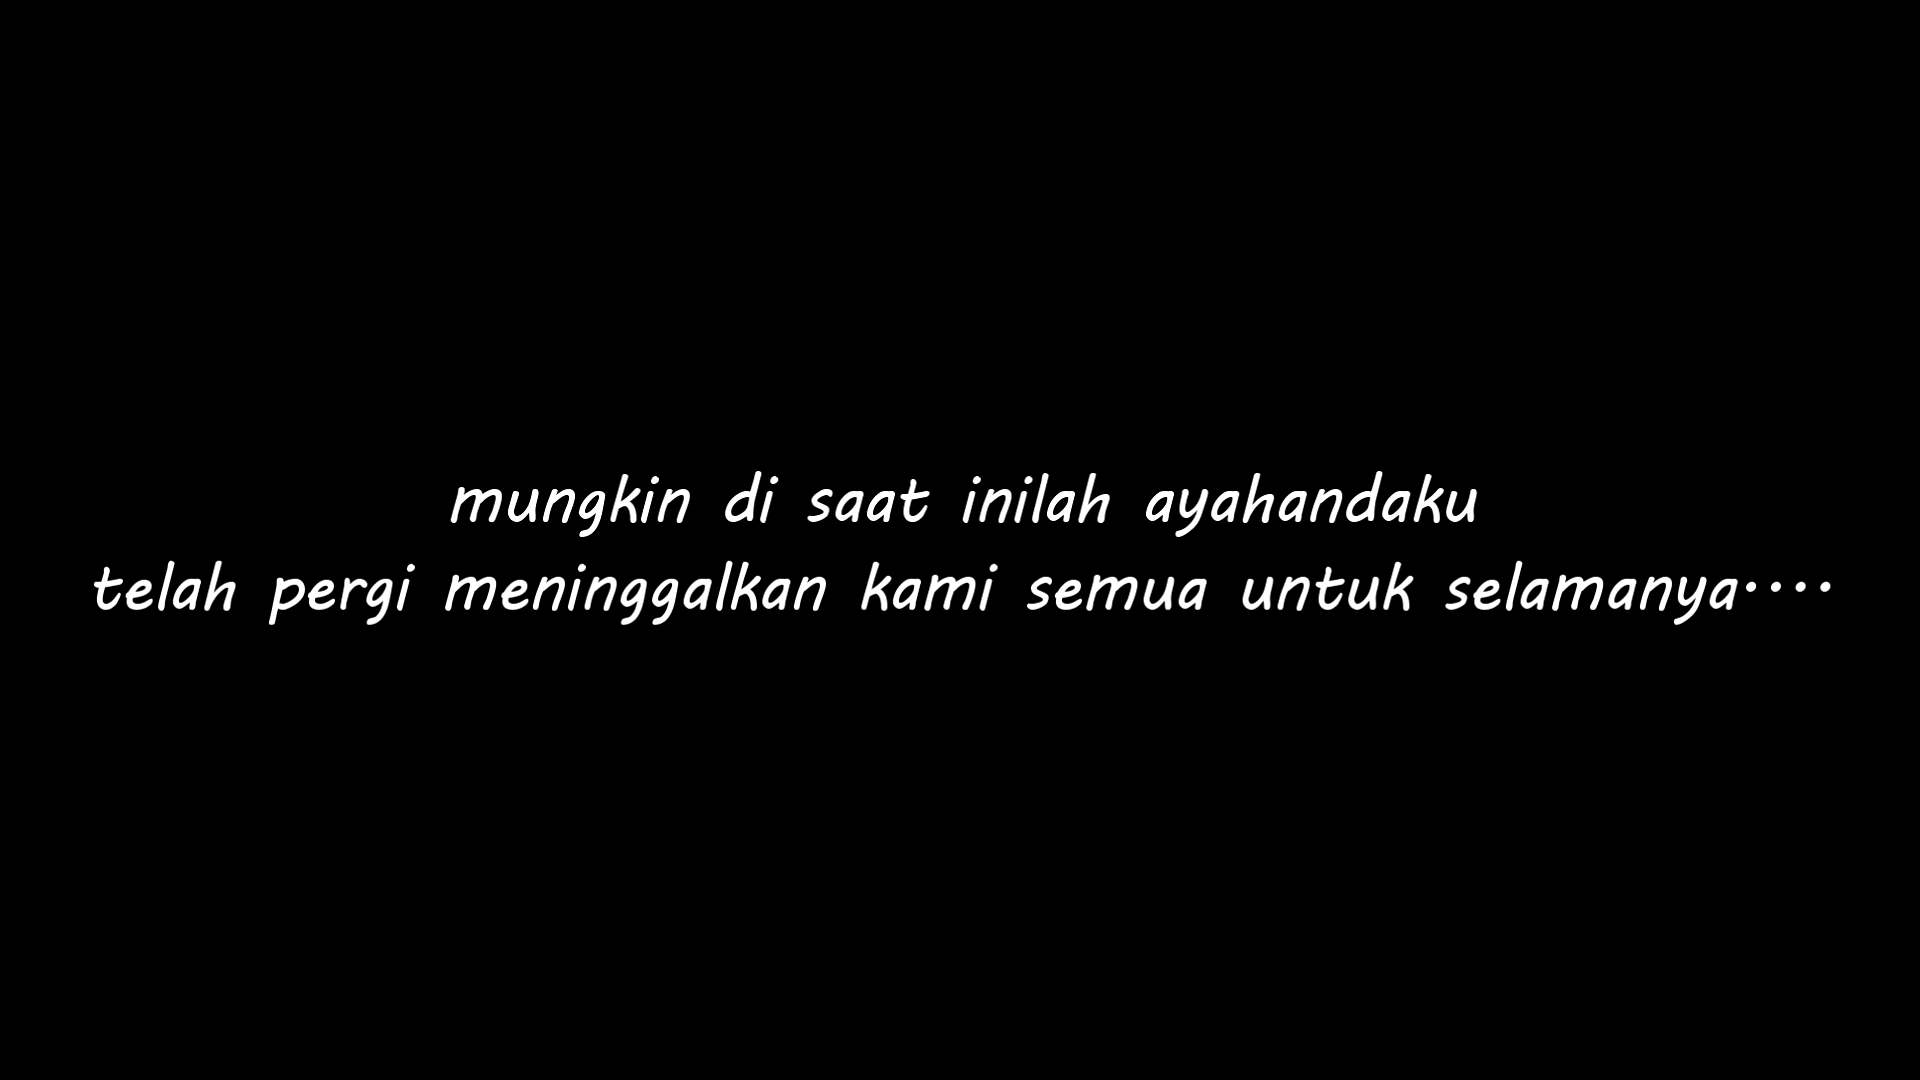 mungkin di saat inilah ayahandaku
telah pergi meninggalkan kami semua untuk selamanya····